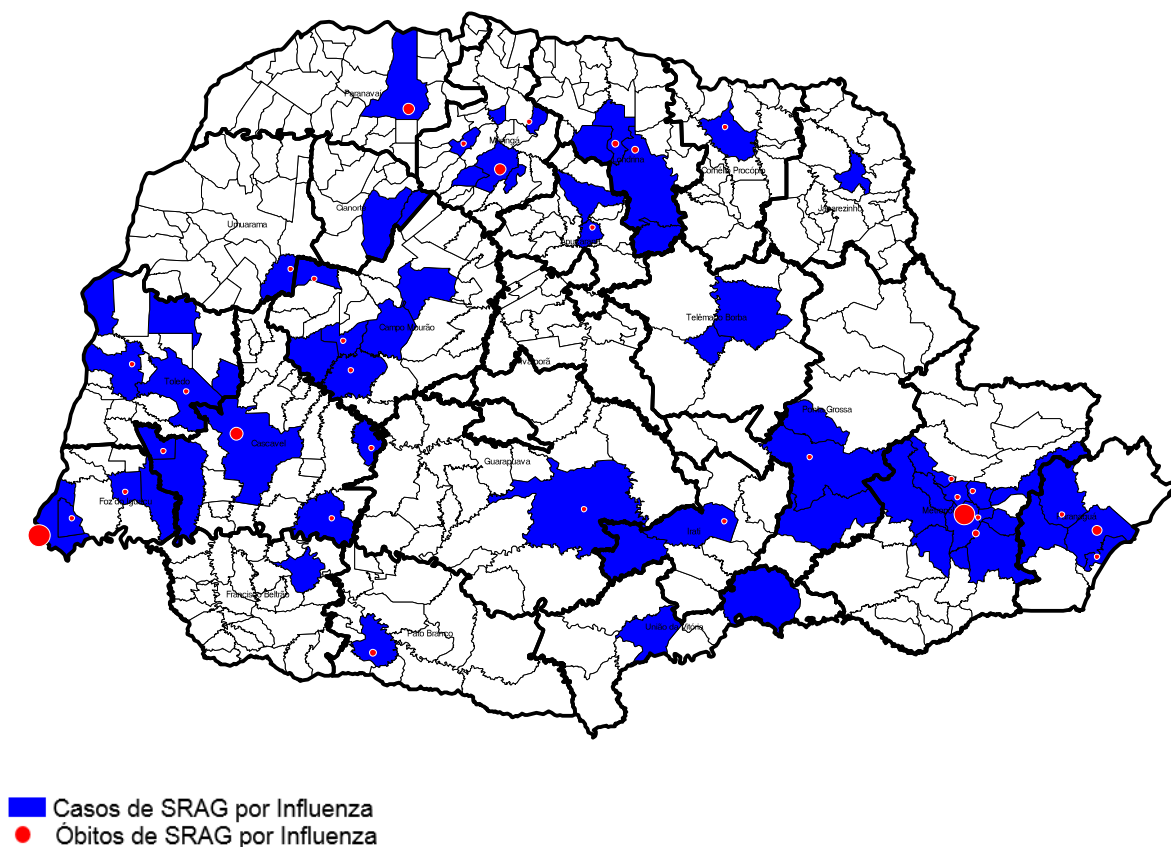 Paranavaí
Maringá
Londrina
Cornélio Procópio
Jacarezinho
Cianorte
Umuarama
Apucarana
Telêmaco Borba
Campo Mourão
Ivaiporã
Toledo
Ponta Grossa
Cascavel
Guarapuava
Foz do Iguaçu
Irati
Paranaguá
Francisco Beltrão
Pato Branco
União da Vitória
Casos de SRAG por Influenza
Óbitos de SRAG por Influenza